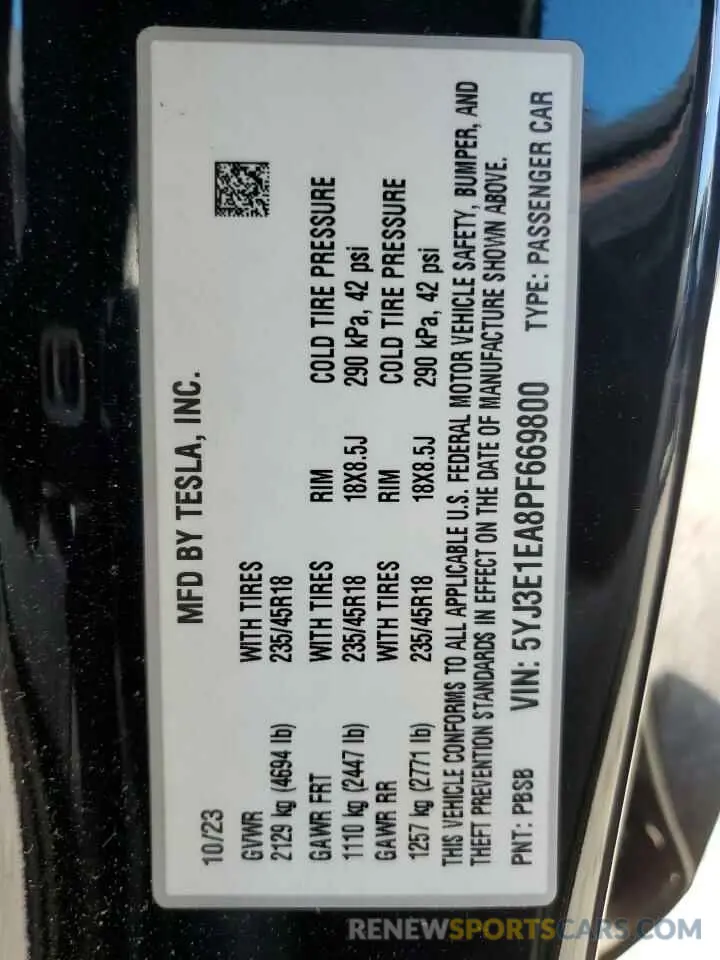 MFD BY TESLA, INC.
10/23
GVWR WITH TIRES
2129 kg (4694 lb) 235/45R18
GAWR FRT WITH TIRES RIM COLD TIRE PRESSURE
1110 kg (2447 lb) 235/45R18 18X8.5J 290 kPa, 42 psi
GAWR RR WITH TIRES RIM COLD TIRE PRESSURE
1257 kg (2771 lb) 235/45R18 18X8.5J 290 kPa, 42 psi
THIS VEHICLE CONFORMS TO ALL APPLICABLE U.S. FEDERAL MOTOR VEHICLE SAFETY, BUMPER, AND
THEFT PREVENTION STANDARDS IN EFFECT ON THE DATE OF MANUFACTURE SHOWN ABOVE.
PNT: PBSB VIN: 5YJ3E1EA8PF669800 TYPE: PASSENGER CAR
RENEWSPORTSCARS.COM